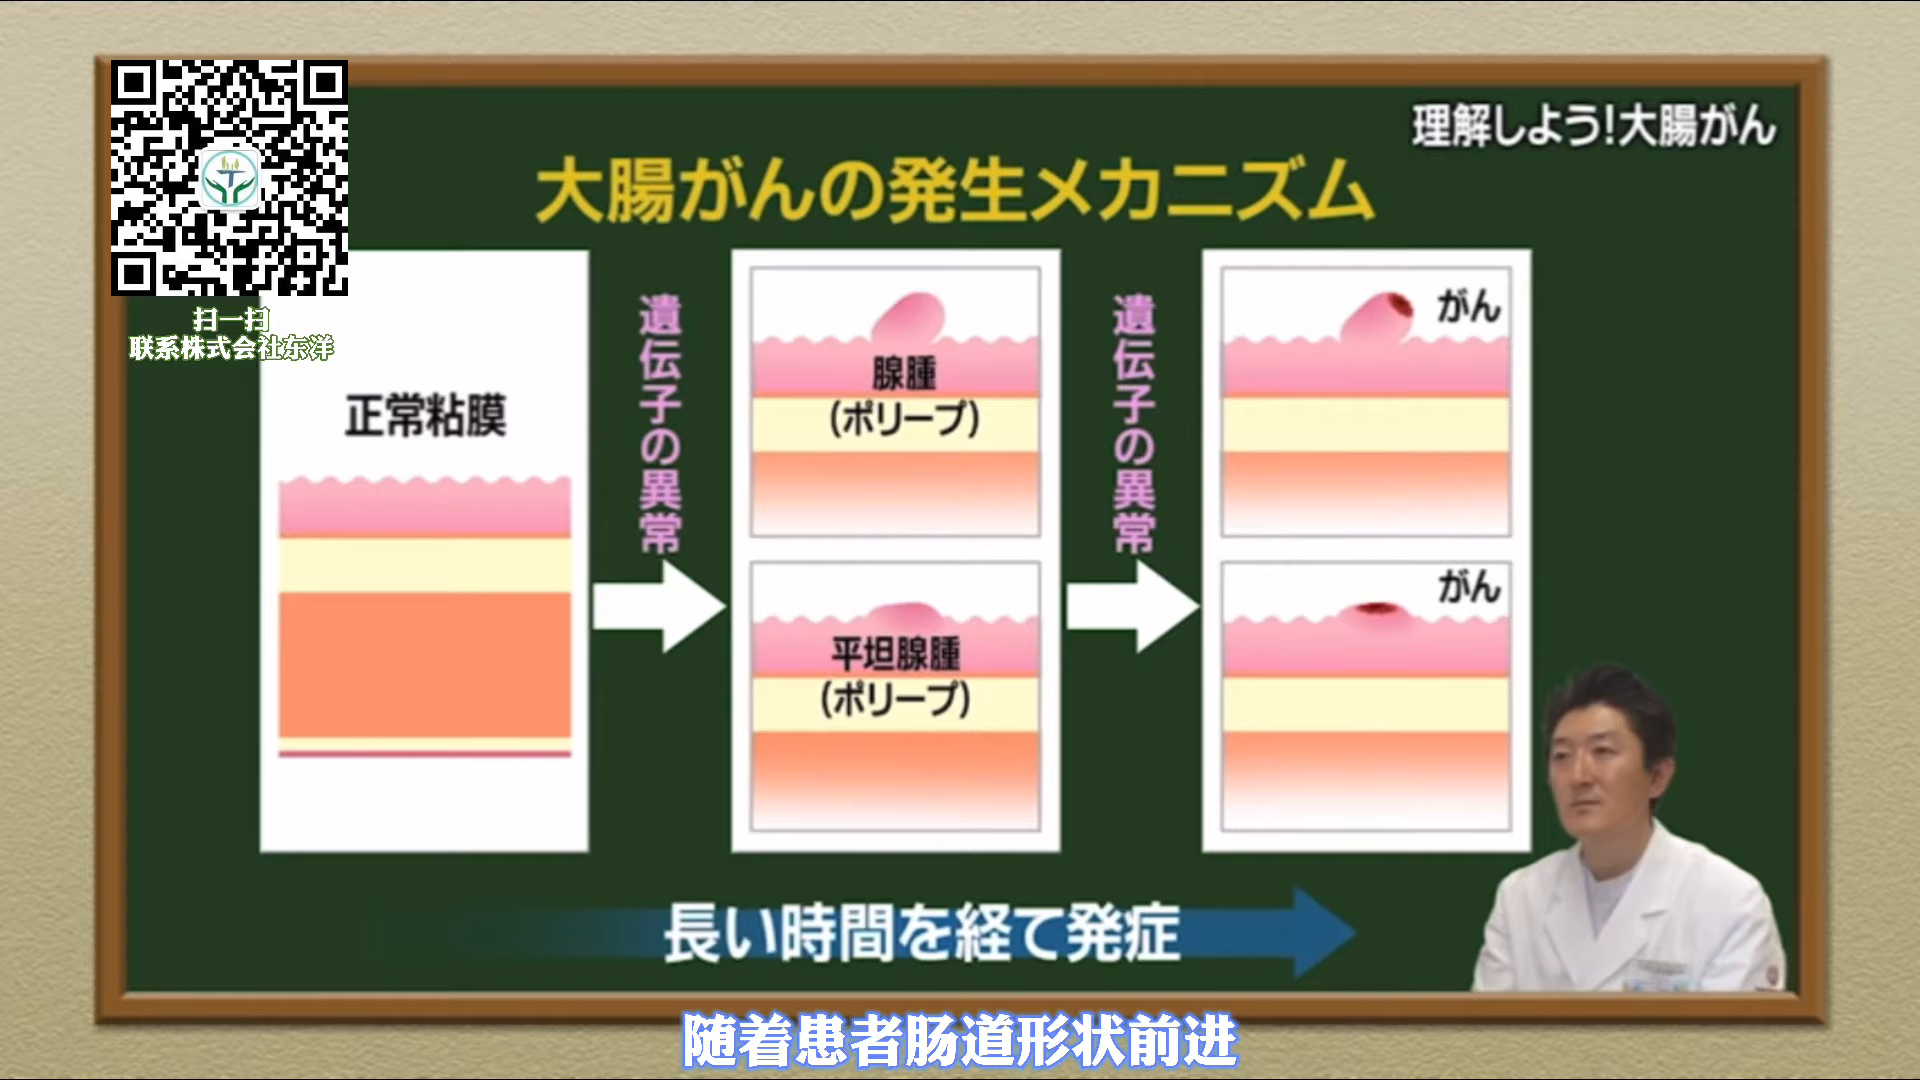 理解しよう!大腸がん
大腸がんの発生メカニズム
扫一扫
联系株式会社东洋
正常粘膜
遺伝子の異常
腺腫
(ポリープ)
平坦腺腫
(ポリープ)
遺伝子の異常
がん
がん
長い時間を経て発症
随着患者肠道形状前进